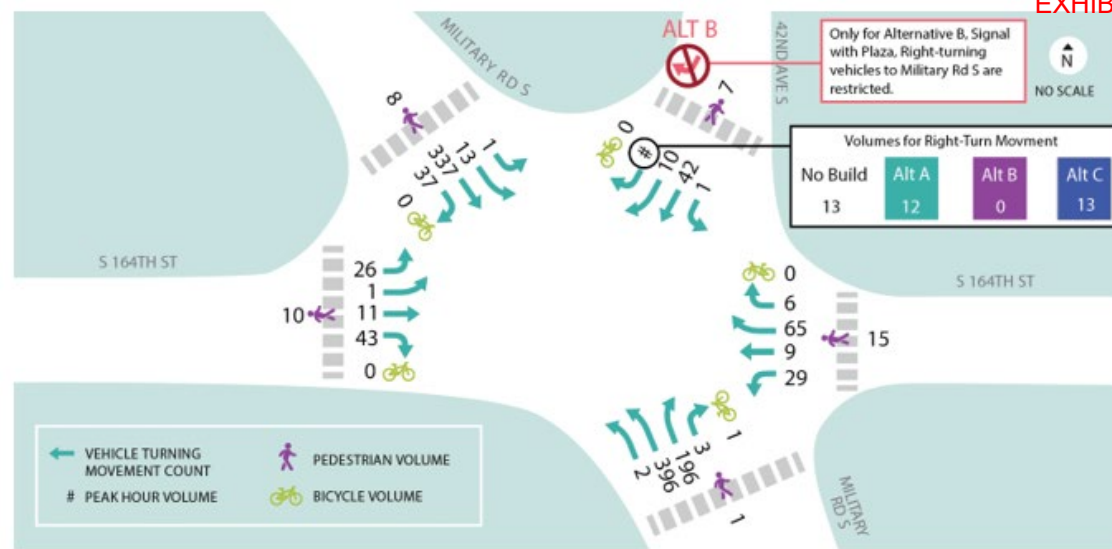 EXHIB
ALT B
MILITARY RD S
42ND AVE S
Only for Alternative B, Signal
with Plaza, Right-turning
vehicles to Military Rd S are
restricted.
N
NO SCALE
8
7
Volumes for Right-Turn Movment
No Build
Alt A
Alt B
Alt C
13
12
0
13
0
37
337
13
1
0
#
10
42
1
S 164TH ST
S 164TH ST
26
1
11
43
0
10
0
6
65
9
29
15
2
396
196
3
1
1
MILITARY
RD S
VEHICLE TURNING
MOVEMENT COUNT
PEDESTRIAN VOLUME
# PEAK HOUR VOLUME
BICYCLE VOLUME